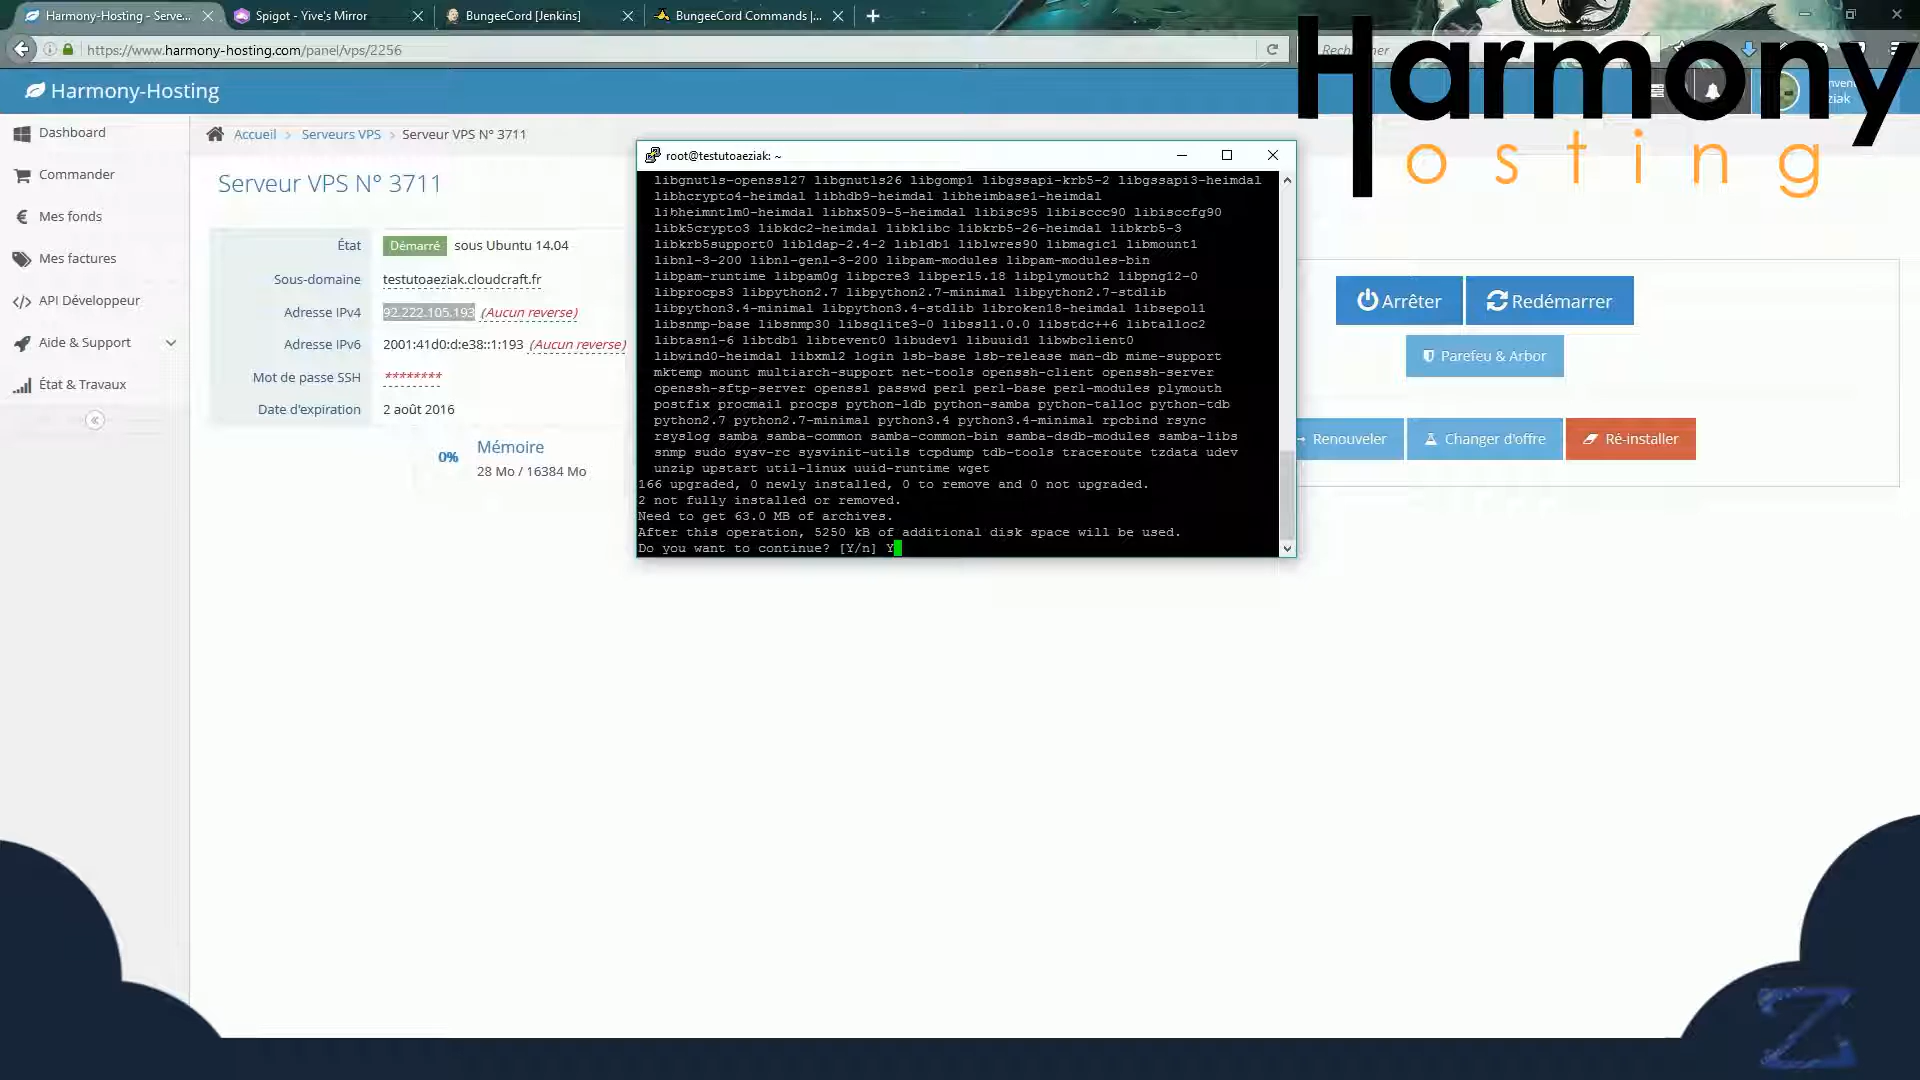 Harmony-Hosting - Serve...
Spigot - Yive's Mirror
BungeeCord [Jenkins]
BungeeCord Commands |...
https://www.harmony-hosting.com/panel/vps/2256
Rechercher
Harmony
osting
Harmony-Hosting
Dashboard
Commander
Mes fonds
Mes factures
API Développeur
Aide & Support
État & Travaux
Accueil > Serveurs VPS > Serveur VPS N° 3711
Serveur VPS N° 3711
État Démarré sous Ubuntu 14.04
Sous-domaine testutoaeziak.cloudcraft.fr
Adresse IPv4 92.222.105.193 (Aucun reverse)
Adresse IPv6 2001:41d0:d:e38::1:193 (Aucun reverse)
Mot de passe SSH ********
Date d'expiration 2 août 2016
0% Mémoire
28 Mo / 16384 Mo
root@testutoaeziak: ~
libgnutls-openssl27 libgnutls26 libgomp1 libgssapi-krb5-2 libgssapi3-heimdal
libhcrypto4-heimdal libhdb9-heimdal libheimbase1-heimdal
libheimntlm0-heimdal libhx509-5-heimdal libisc95 libisccc90 libisccfg90
libk5crypto3 libkdc2-heimdal libklibc libkrb5-26-heimdal libkrb5-3
libkrb5support0 libldap-2.4-2 libldb1 liblwres90 libmagic1 libmount1
libnl-3-200 libnl-genl-3-200 libpam-modules libpam-modules-bin
libpam-runtime libpam0g libpcre3 libperl5.18 libplymouth2 libpng12-0
libprocps3 libpython2.7 libpython2.7-minimal libpython2.7-stdlib
libpython3.4-minimal libpython3.4-stdlib libroken18-heimdal libsepol1
libsnmp-base libsnmp30 libsqlite3-0 libssl1.0.0 libstdc++6 libtalloc2
libtasn1-6 libtdb1 libtevent0 libudev1 libuuid1 libwbclient0
libwind0-heimdal libxml2 login lsb-base lsb-release man-db mime-support
mktemp mount multiarch-support net-tools openssh-client openssh-server
openssh-sftp-server openssl passwd perl perl-base perl-modules plymouth
postfix procmail procps python-ldb python-samba python-talloc python-tdb
python2.7 python2.7-minimal python3.4 python3.4-minimal rpcbind rsync
rsyslog samba samba-common samba-common-bin samba-dsdb-modules samba-libs
snmp sudo sysv-rc sysvinit-utils tcpdump tdb-tools traceroute tzdata udev
unzip upstart util-linux uuid-runtime wget
166 upgraded, 0 newly installed, 0 to remove and 0 not upgraded.
2 not fully installed or removed.
Need to get 63.0 MB of archives.
After this operation, 5250 kB of additional disk space will be used.
Do you want to continue? [Y/n] Y
Arrêter
Redémarrer
Parefeu & Arbor
Renouveler
Changer d'offre
Ré-installer
Z